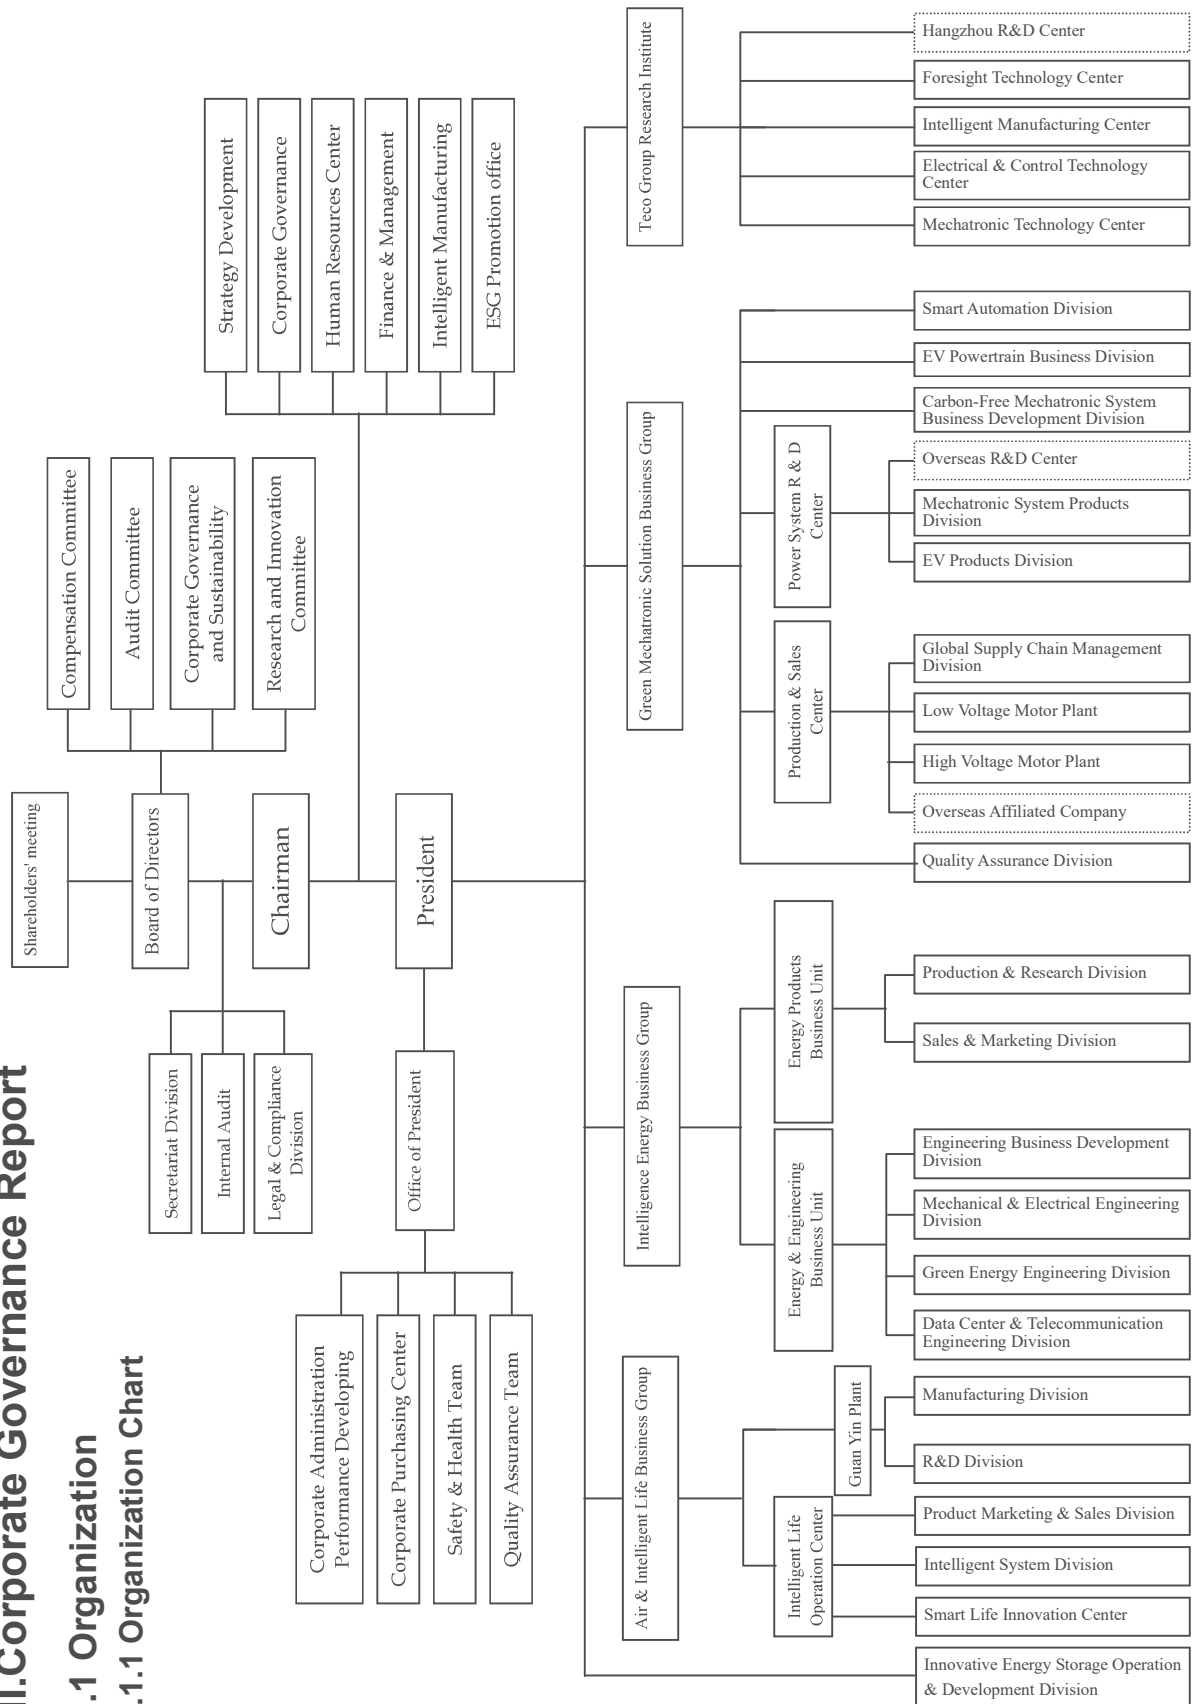 II.Corporate Governance Report
.1 Organization
.1.1 Organization Chart
Shareholders' meeting
Board of Directors
Chairman
President
Compensation Committee
Audit Committee
Corporate Governance
and Sustainability
Research and Innovation
Committee
Secretariat Division
Internal Audit
Legal & Compliance
Division
Strategy Development
Corporate Governance
Human Resources Center
Finance & Management
Intelligent Manufacturing
ESG Promotion office
Office of President
Corporate Administration
Performance Developing
Corporate Purchasing Center
Safety & Health Team
Quality Assurance Team
Teco Group Research Institute
Hangzhou R&D Center
Foresight Technology Center
Intelligent Manufacturing Center
Electrical & Control Technology
Center
Mechatronic Technology Center
Green Mechatronic Solution Business Group
Smart Automation Division
EV Powertrain Business Division
Carbon-Free Mechatronic System
Business Development Division
Power System R & D
Center
Overseas R&D Center
Mechatronic System Products
Division
EV Products Division
Production & Sales
Center
Global Supply Chain Management
Division
Low Voltage Motor Plant
High Voltage Motor Plant
Overseas Affiliated Company
Quality Assurance Division
Intelligence Energy Business Group
Energy Products
Business Unit
Production & Research Division
Sales & Marketing Division
Energy & Engineering
Business Unit
Engineering Business Development
Division
Mechanical & Electrical Engineering
Division
Green Energy Engineering Division
Data Center & Telecommunication
Engineering Division
Air & Intelligent Life Business Group
Guan Yin Plant
Manufacturing Division
R&D Division
Intelligent Life
Operation Center
Product Marketing & Sales Division
Intelligent System Division
Smart Life Innovation Center
Innovative Energy Storage Operation
& Development Division